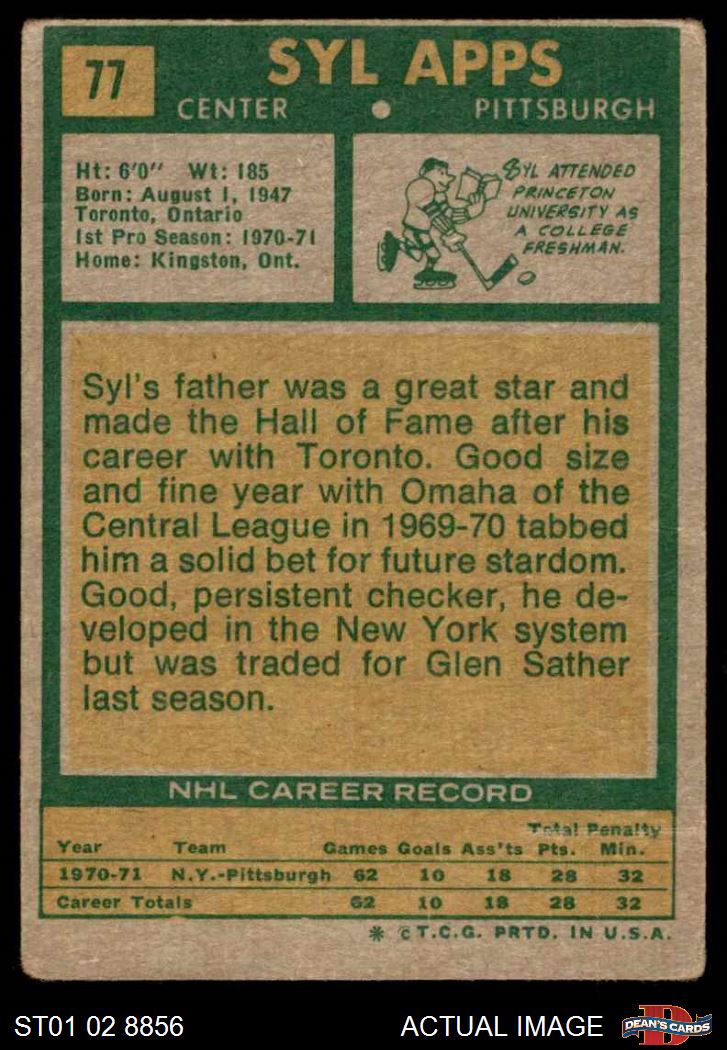 77
SYL APPS
CENTER • PITTSBURGH
Ht: 6'0" Wt: 185
Born: August 1, 1947
Toronto, Ontario
1st Pro Season: 1970-71
Home: Kingston, Ont.
SYL ATTENDED
PRINCETON
UNIVERSITY AS
A COLLEGE
FRESHMAN.
Syl's father was a great star and
made the Hall of Fame after his
career with Toronto. Good size
and fine year with Omaha of the
Central League in 1969-70 tabbed
him a solid bet for future stardom.
Good, persistent checker, he de-
veloped in the New York system
but was traded for Glen Sather
last season.
NHL CAREER RECORD
Total Penalty
Year Team Games Goals Ass'ts Pts. Min.
1970-71 N.Y.-Pittsburgh 62 10 18 28 32
Career Totals 62 10 18 28 32
* © T.C.G. PRTD. IN U.S.A.
ST01 02 8856 ACTUAL IMAGE
D
DEAN'S CARDS